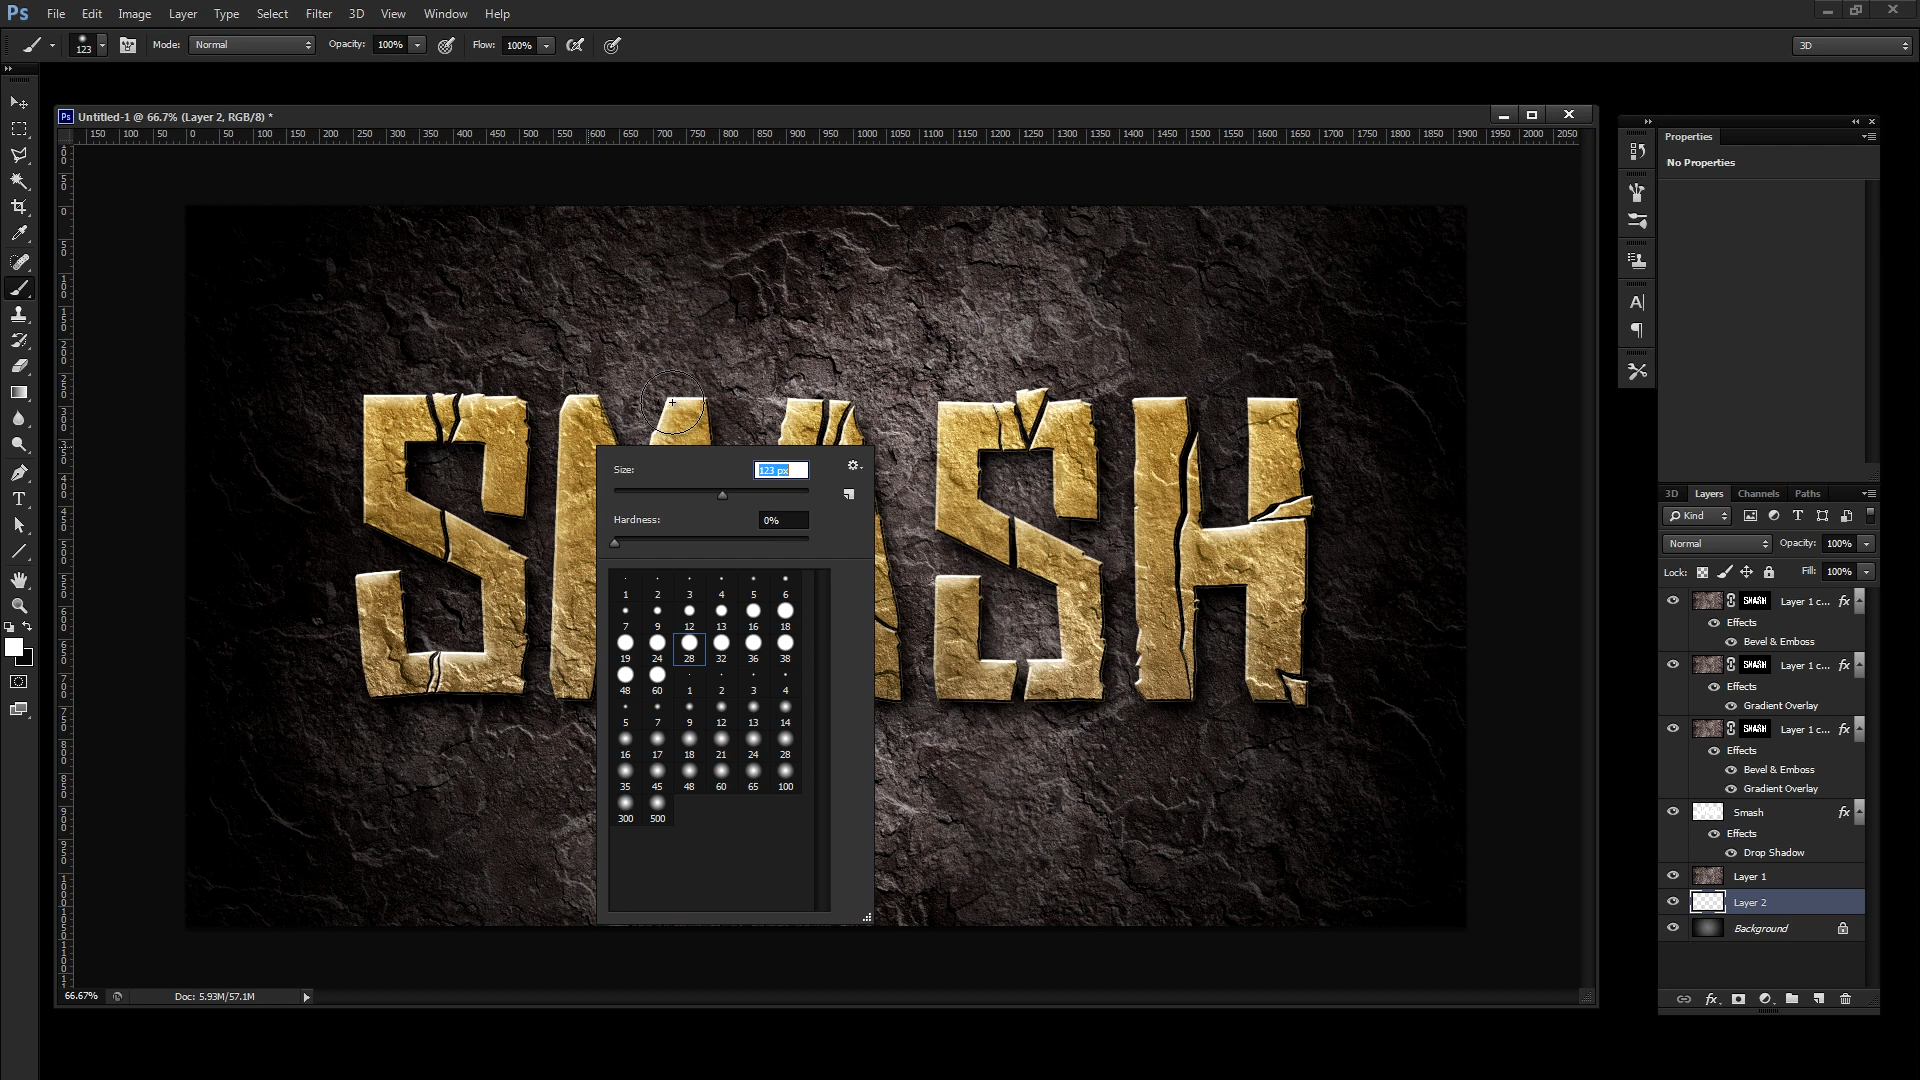 Ps File Edit Image Layer Type Select Filter 3D View Window Help
123 Mode: Normal Opacity: 100% Flow: 100% 3D
Ps Untitled-1 @ 66.7% (Layer 2, RGB/8) *
150 100 50 0 50 100 150 200 250 300 350 400 450 500 550 600 650 700 750 800 850 900 950 1000 1050 1100 1150 1200 1250 1300 1350 1400 1450 1500 1550 1600 1650 1700 1750 1800 1850 1900 1950 2000 2050
Properties
No Properties
SMASH
Size: 123 px
Hardness: 0%
1 2 3 4 5 6
7 9 12 13 16 18
19 24 28 32 36 38
48 60 1 2 3 4
5 7 9 12 13 14
16 17 18 21 24 28
35 45 48 60 65 100
300 500
3D Layers Channels Paths
Kind
Normal Opacity: 100%
Lock: Fill: 100%
SMASH Layer 1 c... fx
Effects
Bevel & Emboss
SMASH Layer 1 c... fx
Effects
Gradient Overlay
SMASH Layer 1 c... fx
Effects
Bevel & Emboss
Gradient Overlay
Smash fx
Effects
Drop Shadow
Layer 1
Layer 2
Background
fx
66.67% Doc: 5.93M/57.1M